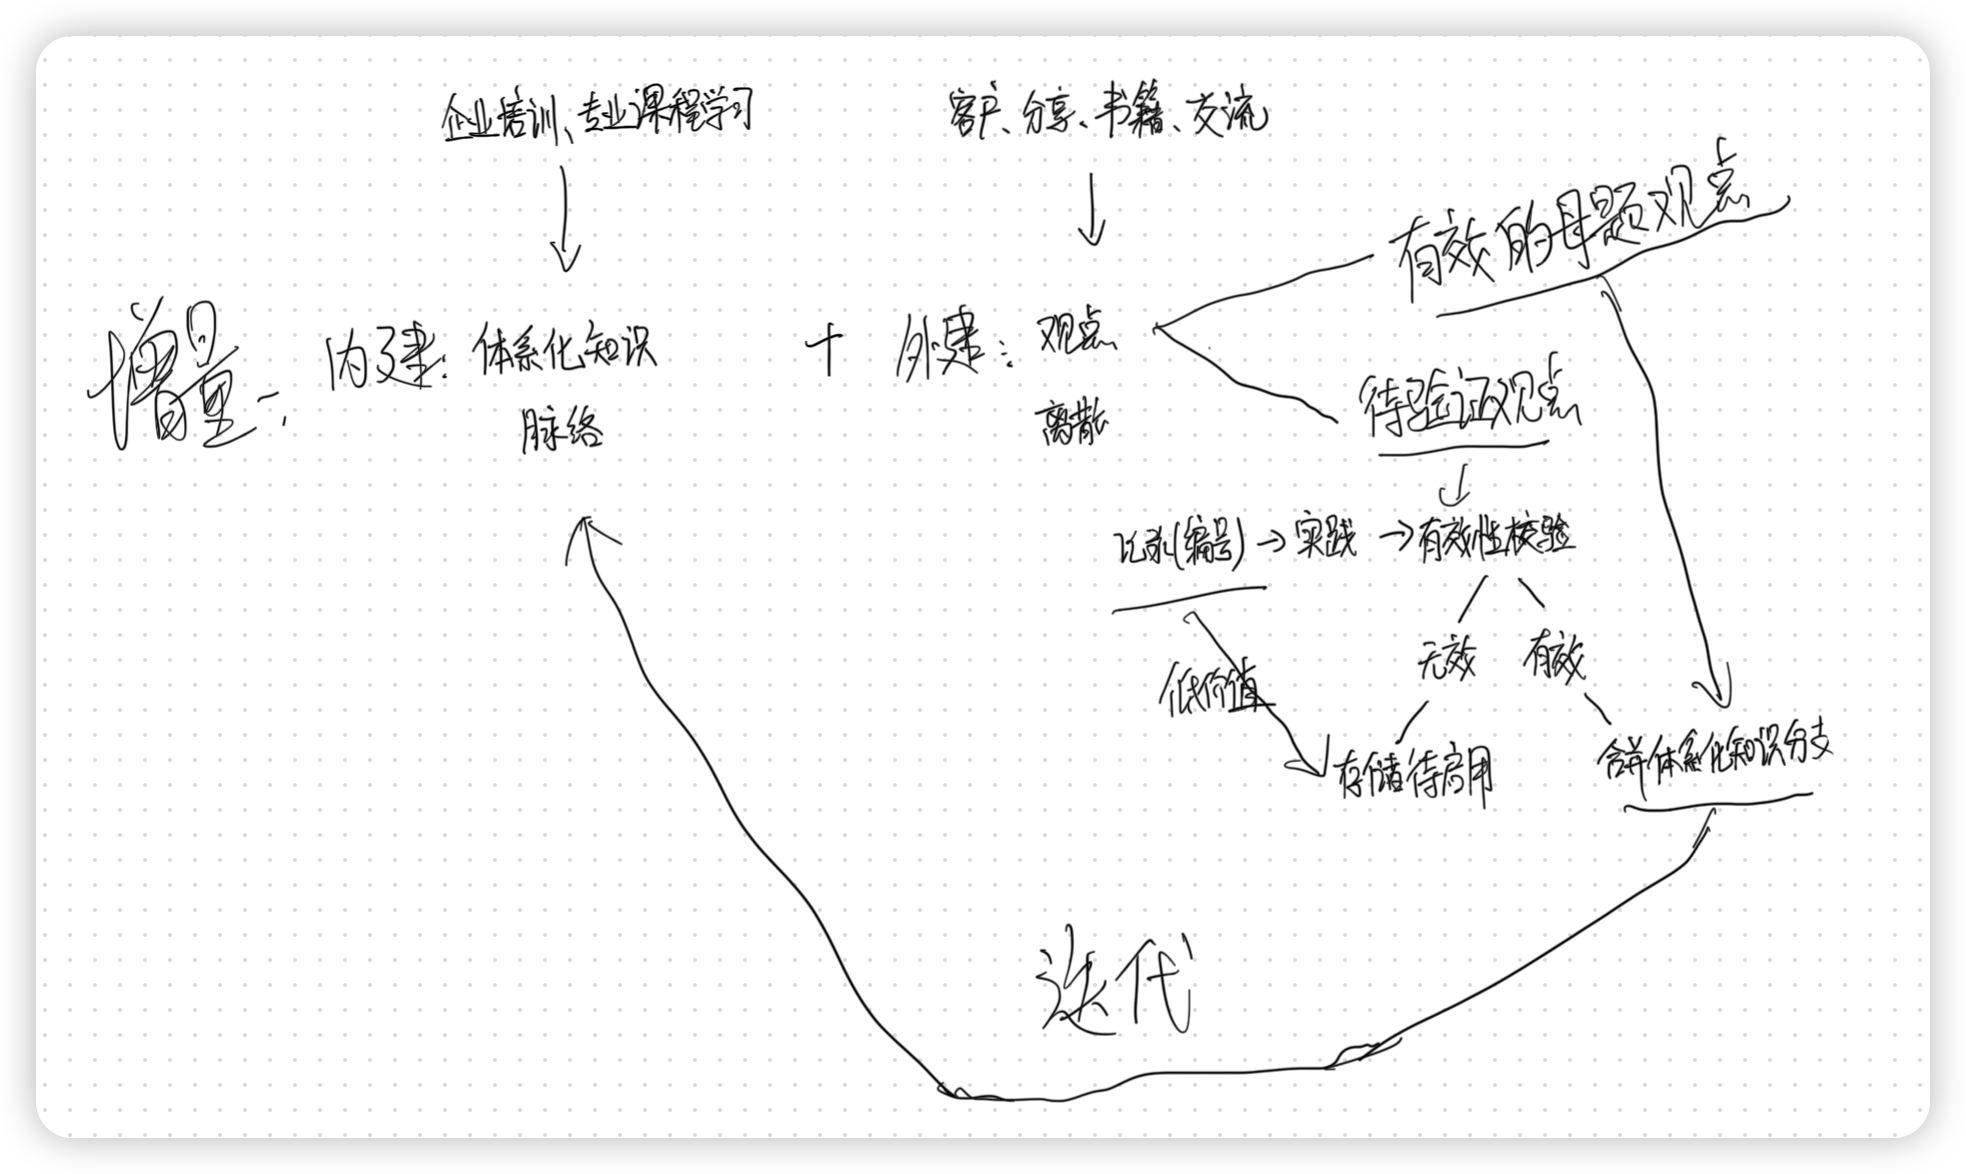 企业培训、专业课程学习
客户、分享、书籍、交流
有效的母题观点
增量:
内建: 体系化知识
脉络
+
外建: 观点
离散
待验证观点
记录(编号) → 实践 → 有效性校验
无效
有效
低价值
存储待启用
合并体系化知识分支
迭代